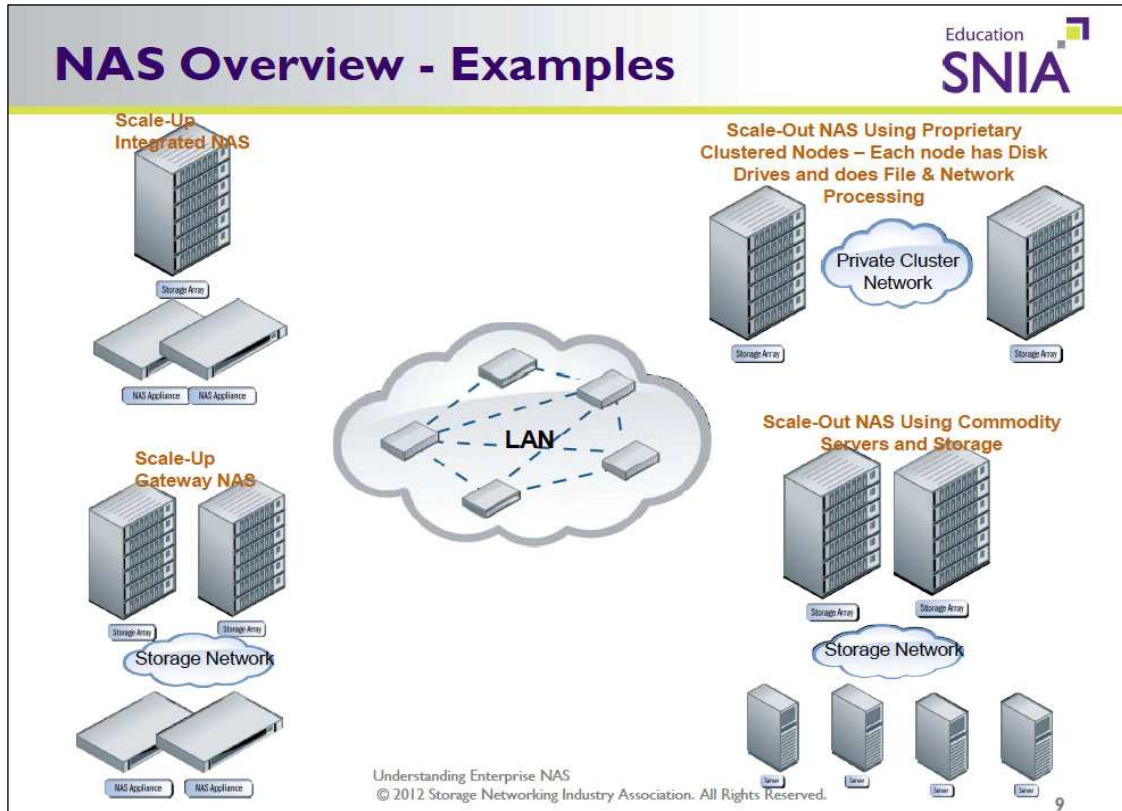 NAS Overview - Examples
Education
SNIA
Scale-Up
Integrated NAS
Storage Array
NAS Appliance
NAS Appliance
Scale-Out NAS Using Proprietary
Clustered Nodes – Each node has Disk
Drives and does File & Network
Processing
Private Cluster
Network
Storage Array
Storage Array
LAN
Scale-Up
Gateway NAS
Storage Array
Storage Array
Storage Network
NAS Appliance
NAS Appliance
Scale-Out NAS Using Commodity
Servers and Storage
Storage Array
Storage Array
Storage Network
Server
Server
Server
Server
Understanding Enterprise NAS
© 2012 Storage Networking Industry Association. All Rights Reserved.
9